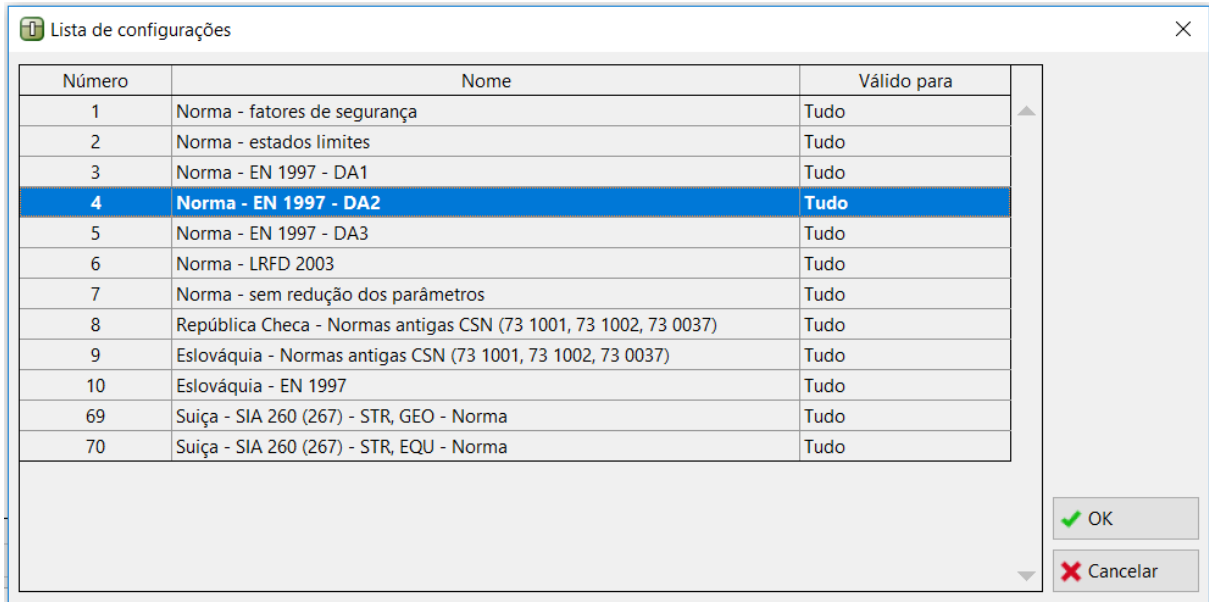 Lista de configurações
Número Nome Válido para
1 Norma - fatores de segurança Tudo
2 Norma - estados limites Tudo
3 Norma - EN 1997 - DA1 Tudo
4 Norma - EN 1997 - DA2 Tudo
5 Norma - EN 1997 - DA3 Tudo
6 Norma - LRFD 2003 Tudo
7 Norma - sem redução dos parâmetros Tudo
8 República Checa - Normas antigas CSN (73 1001, 73 1002, 73 0037) Tudo
9 Eslováquia - Normas antigas CSN (73 1001, 73 1002, 73 0037) Tudo
10 Eslováquia - EN 1997 Tudo
69 Suiça - SIA 260 (267) - STR, GEO - Norma Tudo
70 Suiça - SIA 260 (267) - STR, EQU - Norma Tudo
OK
Cancelar